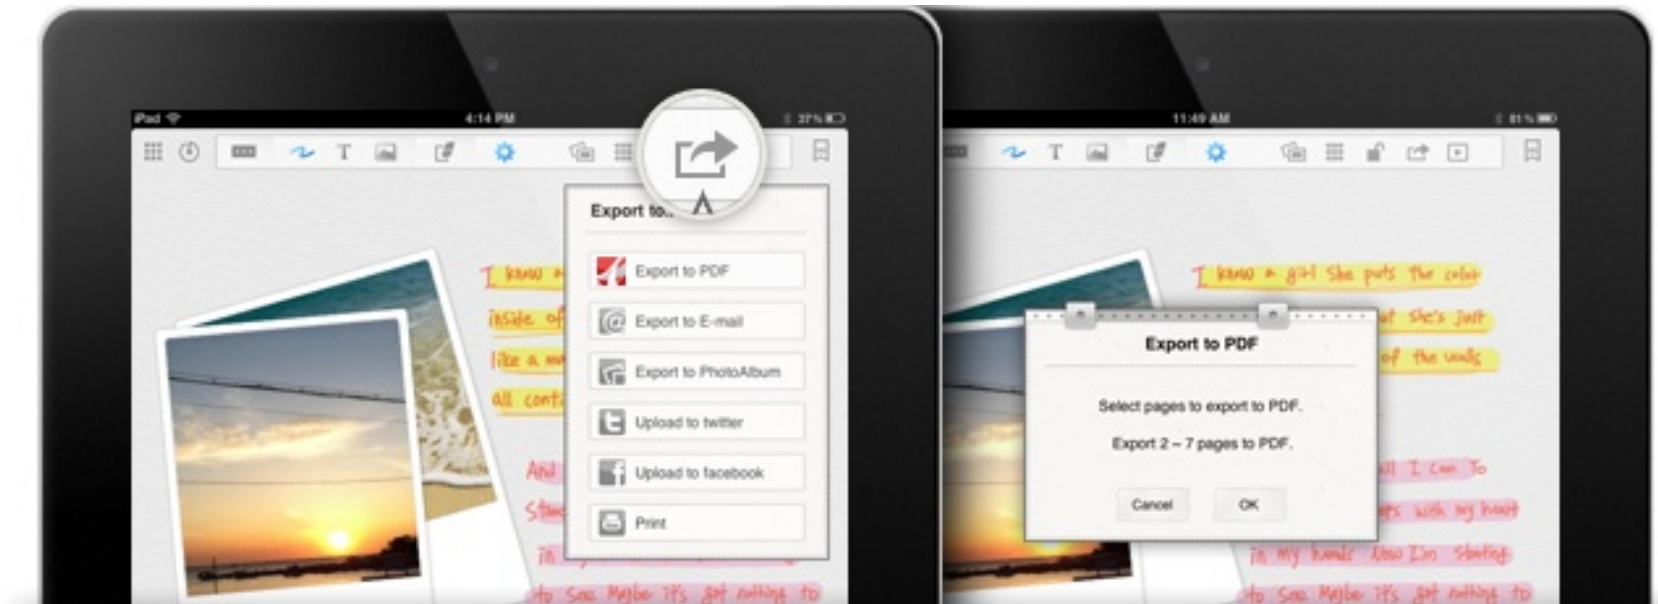 iPad
4:14 PM
37%
T
Export to..
Export to PDF
Export to E-mail
Export to PhotoAlbum
Upload to twitter
Upload to facebook
Print
I know a
inside of
like a
all
And
in
to See Maybe it's got nothing to
11:49 AM
81%
T
I know a girl She puts the color
she's just
of the walls
Export to PDF
Select pages to export to PDF.
Export 2 ~ 7 pages to PDF.
Cancel
OK
I can To
with my heart
in my hands Now I'm Starting
to See Maybe it's got nothing to